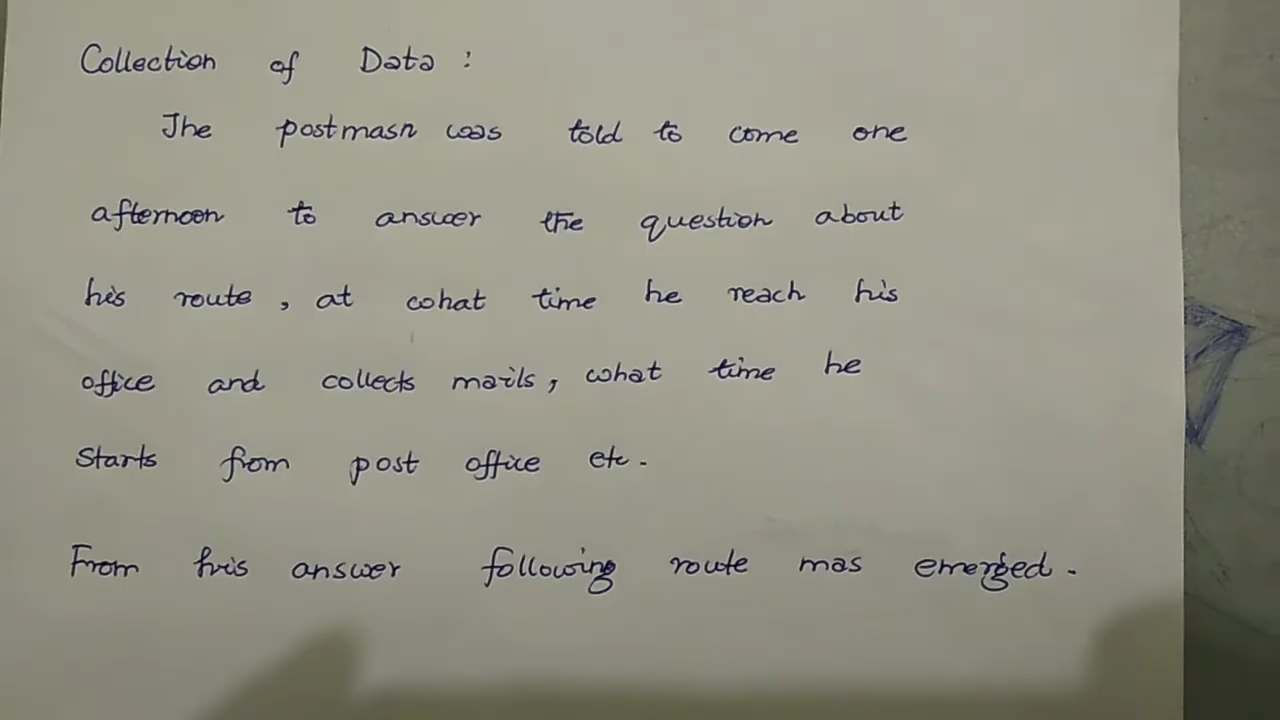 Collection of Data :
The postmasn was told to come one
afternoon to answer the question about
his route , at what time he reach his
office and collects mails , what time he
starts from post office etc .
From his answer following route mas emerged .